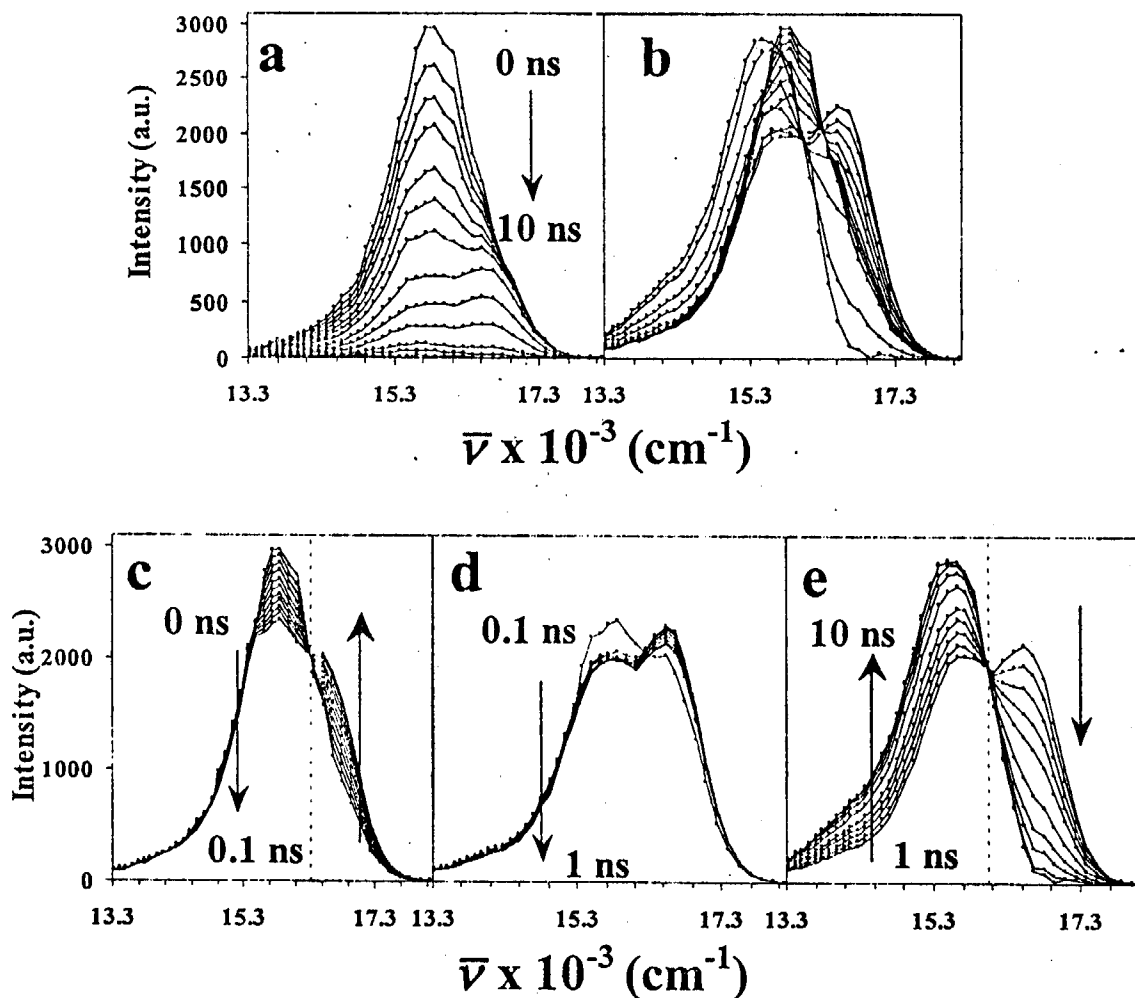 3000
2500
2000
1500
1000
500
0
Intensity (a.u.)
a
0 ns
10 ns
b
13.3 15.3 17.3 13.3 15.3 17.3
ν̅ x 10⁻³ (cm⁻¹)
3000
2000
1000
0
Intensity (a.u.)
c
0 ns
0.1 ns
d
0.1 ns
1 ns
e
10 ns
1 ns
13.3 15.3 17.3 13.3 15.3 17.3 13.3 15.3 17.3
ν̅ x 10⁻³ (cm⁻¹)